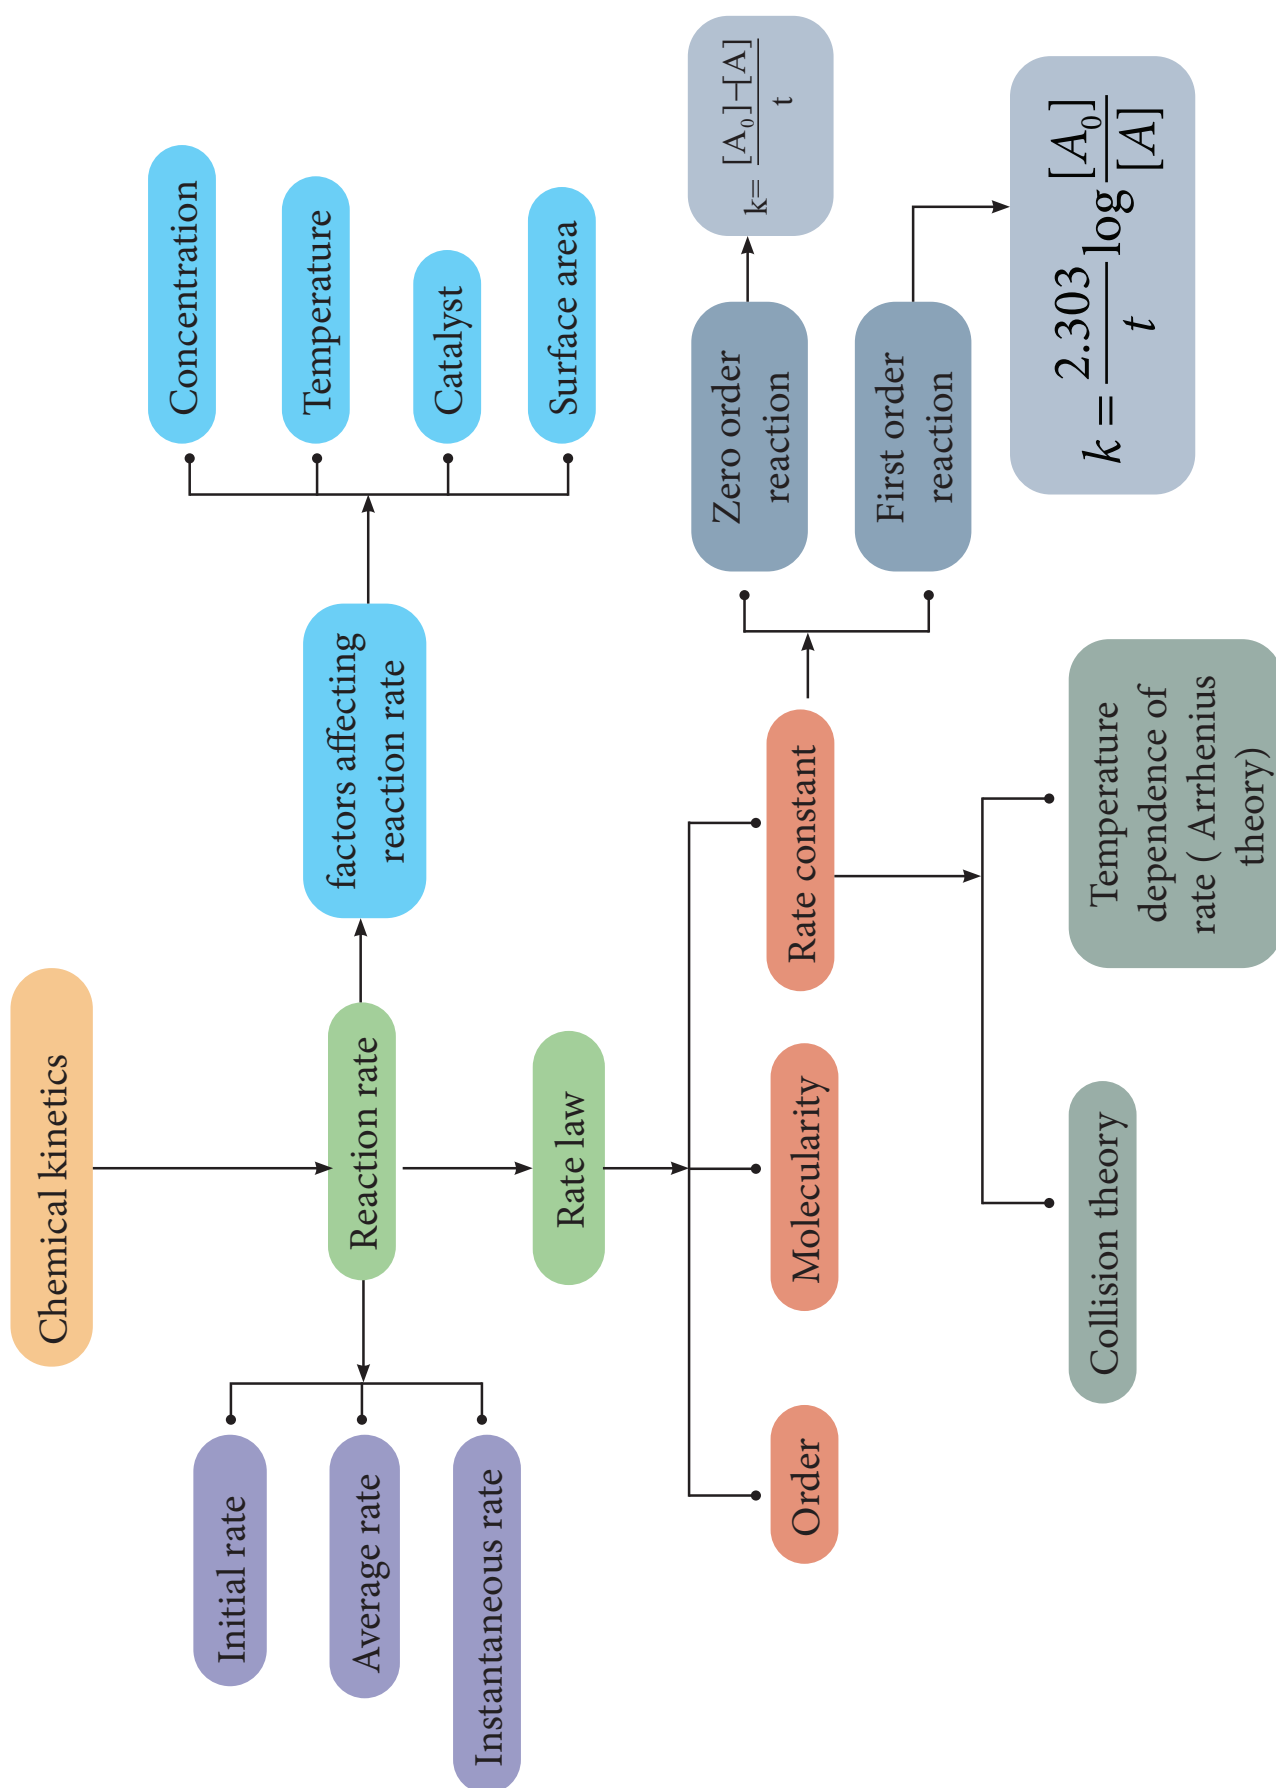 Chemical kinetics
Reaction rate
Initial rate
Average rate
Instantaneous rate
factors affecting
reaction rate
Concentration
Temperature
Catalyst
Surface area
Rate law
Order
Molecularity
Rate constant
Zero order
reaction
k= [A₀]-[A] / t
First order
reaction
k = 2.303 / t log [A₀] / [A]
Collision theory
Temperature
dependence of
rate ( Arrhenius
theory)